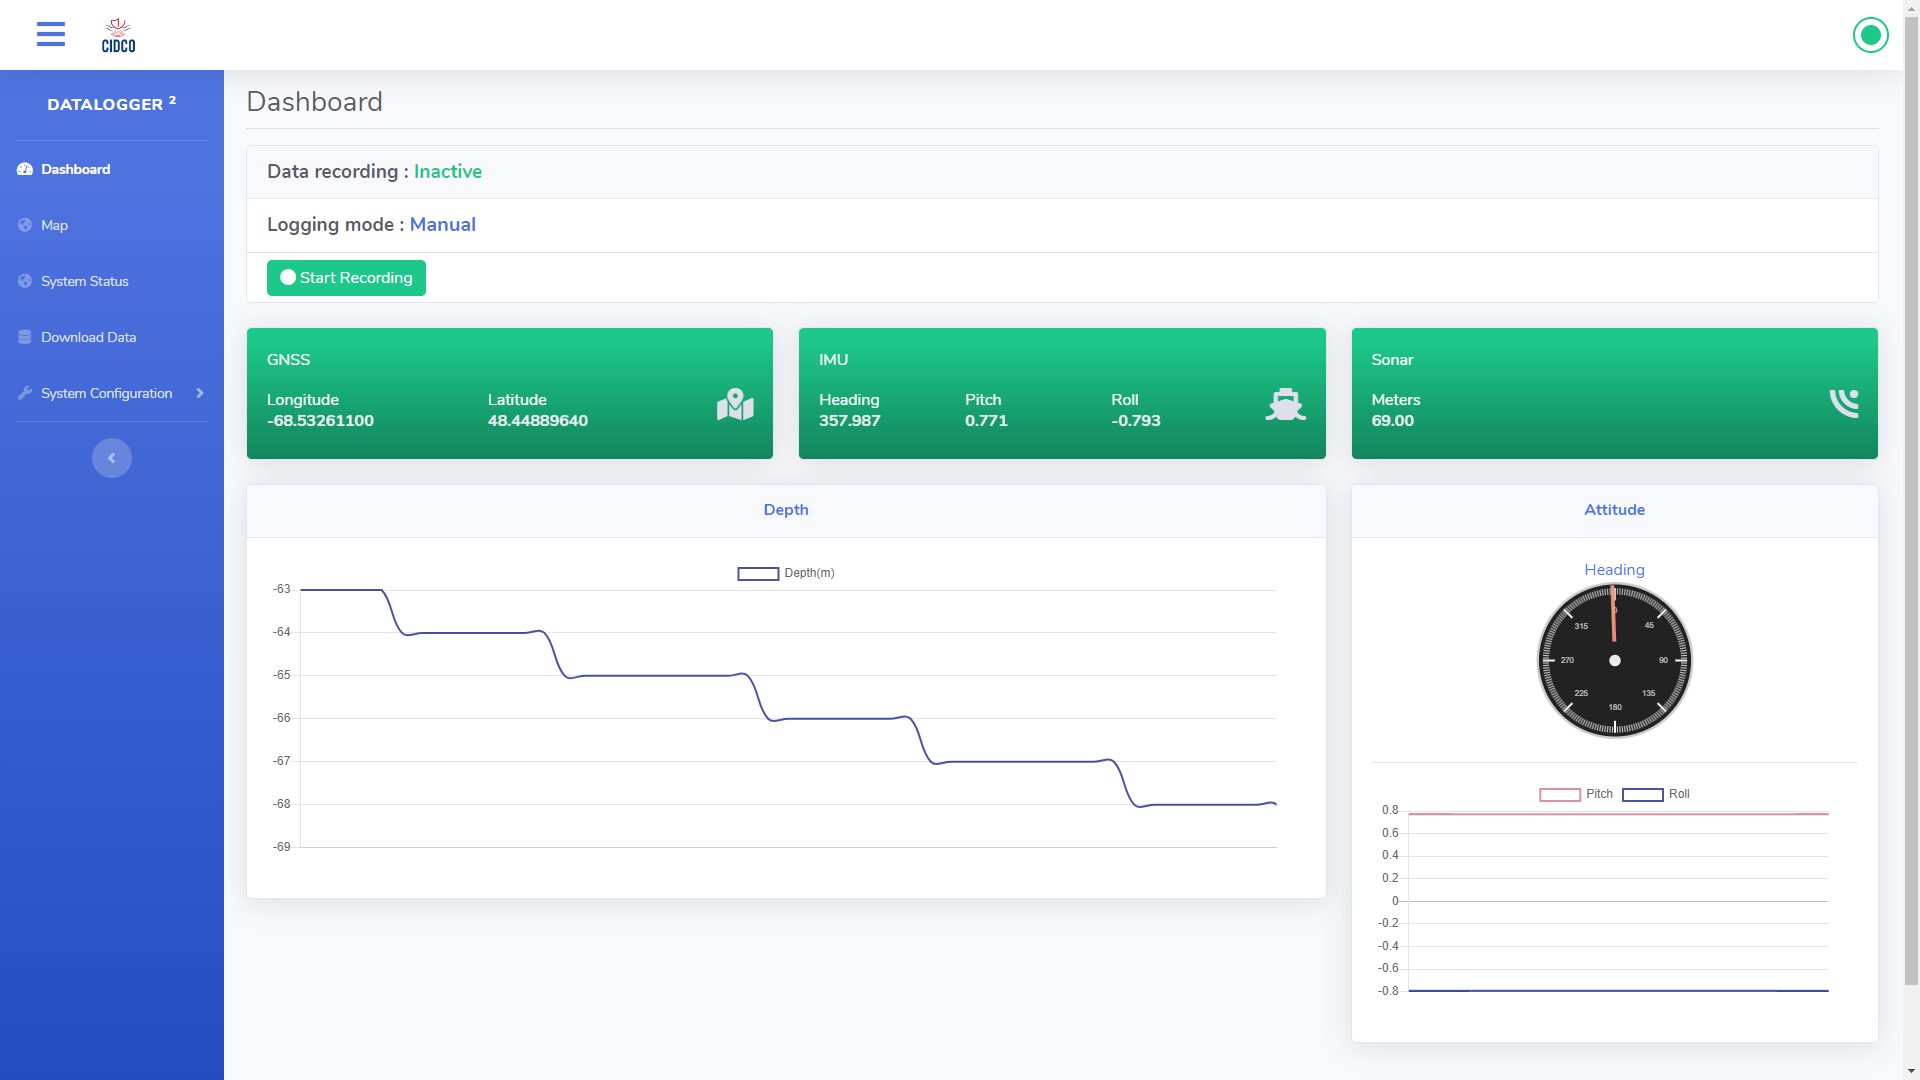 CIDCO
DATALOGGER 2
Dashboard
Map
System Status
Download Data
System Configuration
Dashboard
Data recording : Inactive
Logging mode : Manual
Start Recording
GNSS
Longitude Latitude
-68.53261100 48.44889640
IMU
Heading Pitch Roll
357.987 0.771 -0.793
Sonar
Meters
69.00
Depth
Depth(m)
-63
-64
-65
-66
-67
-68
-69
Attitude
Heading
0
315 45
270 90
225 135
180
Pitch Roll
0.8
0.6
0.4
0.2
0
-0.2
-0.4
-0.6
-0.8